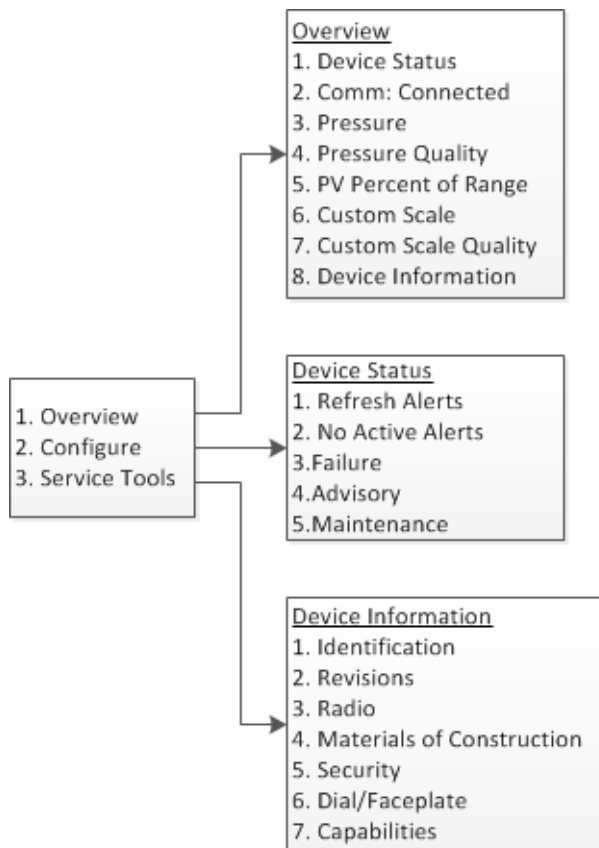 Overview
1. Device Status
2. Comm: Connected
3. Pressure
4. Pressure Quality
5. PV Percent of Range
6. Custom Scale
7. Custom Scale Quality
8. Device Information
1. Overview
2. Configure
3. Service Tools
Device Status
1. Refresh Alerts
2. No Active Alerts
3.Failure
4.Advisory
5.Maintenance
Device Information
1. Identification
2. Revisions
3. Radio
4. Materials of Construction
5. Security
6. Dial/Faceplate
7. Capabilities